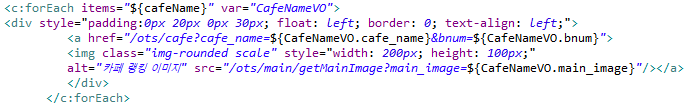 <c:forEach items="${cafeName}" var="CafeNameVO">
<div style="padding:0px 20px 0px 30px; float: left; border: 0; text-align: left;">
<a href="/ots/cafe?cafe_name=${CafeNameVO.cafe_name}&bnum=${CafeNameVO.bnum}">
<img class="img-rounded scale" style="width: 200px; height: 100px;"
alt="카페 랭킹 이미지" src="/ots/main/getMainImage?main_image=${CafeNameVO.main_image}"/></a>
</div>
</c:forEach>